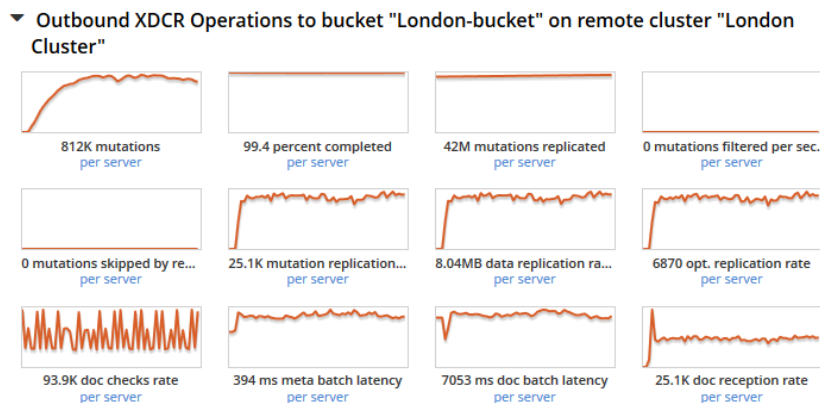 Outbound XDCR Operations to bucket "London-bucket" on remote cluster "London
Cluster"
812K mutations
99.4 percent completed
42M mutations replicated
0 mutations filtered per sec.
per server
per server
per server
per server
0 mutations skipped by re...
25.1K mutation replication...
8.04MB data replication ra...
6870 opt. replication rate
per server
per server
per server
per server
93.9K doc checks rate
394 ms meta batch latency
7053 ms doc batch latency
25.1K doc reception rate
per server
per server
per server
per server